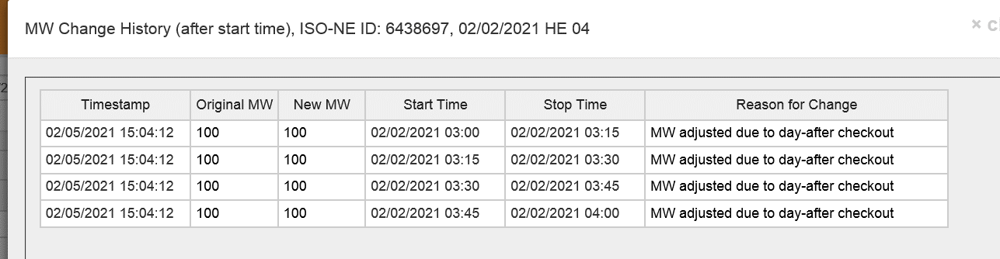 MW Change History (after start time), ISO-NE ID: 6438697, 02/02/2021 HE 04
×
Timestamp Original MW New MW Start Time Stop Time Reason for Change
02/05/2021 15:04:12 100 100 02/02/2021 03:00 02/02/2021 03:15 MW adjusted due to day-after checkout
02/05/2021 15:04:12 100 100 02/02/2021 03:15 02/02/2021 03:30 MW adjusted due to day-after checkout
02/05/2021 15:04:12 100 100 02/02/2021 03:30 02/02/2021 03:45 MW adjusted due to day-after checkout
02/05/2021 15:04:12 100 100 02/02/2021 03:45 02/02/2021 04:00 MW adjusted due to day-after checkout